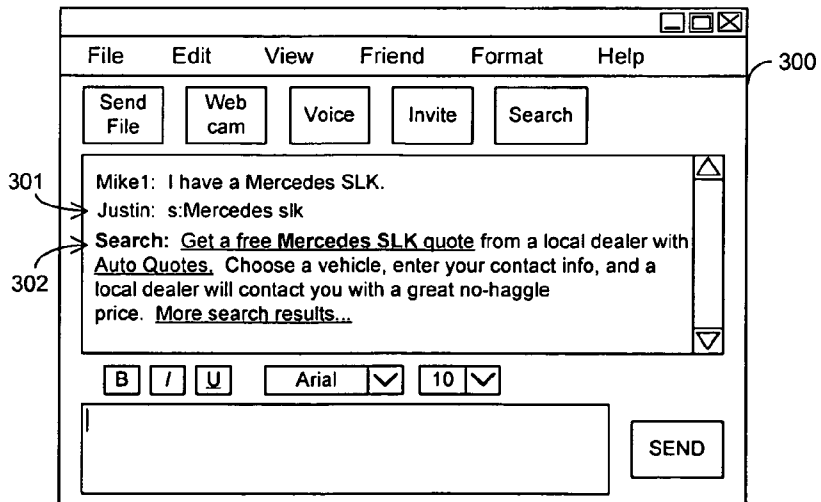 File Edit View Friend Format Help
300
Send File
Web cam
Voice
Invite
Search
301
Mike1: I have a Mercedes SLK.
Justin: s:Mercedes slk
302
Search: Get a free Mercedes SLK quote from a local dealer with
Auto Quotes. Choose a vehicle, enter your contact info, and a
local dealer will contact you with a great no-haggle
price. More search results...
B I U Arial 10
SEND